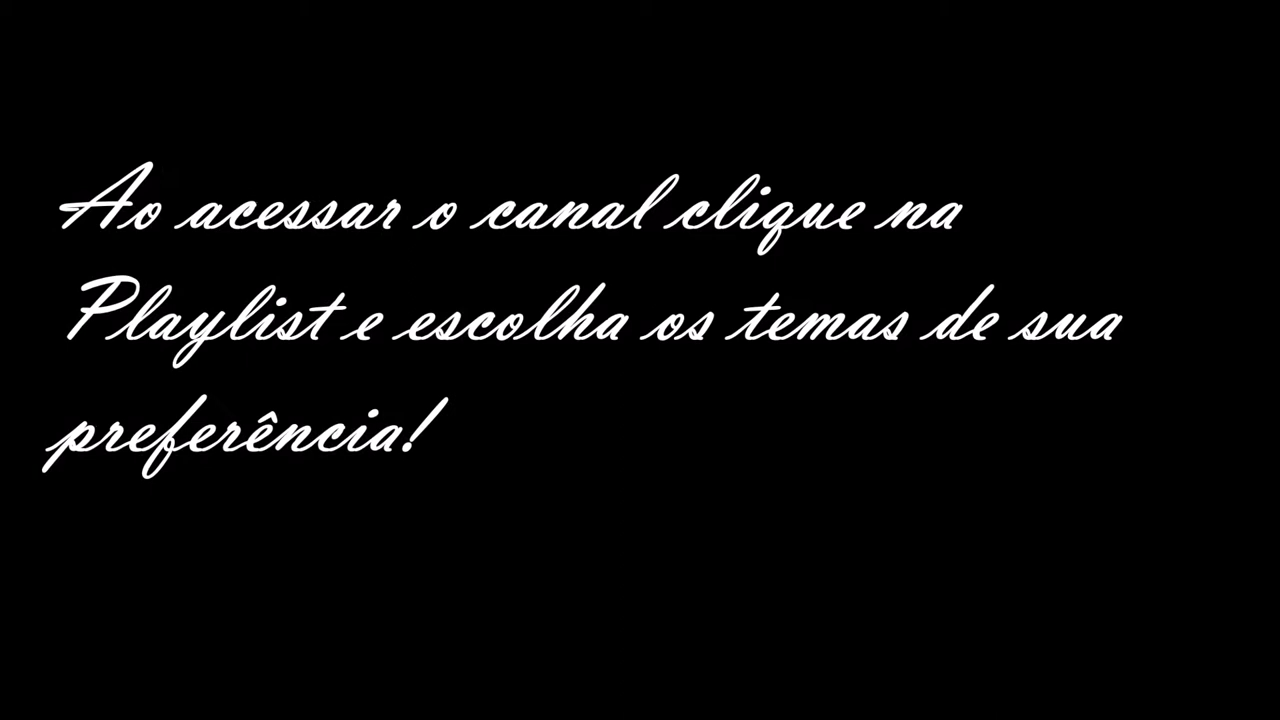 Ao acessar o canal clique na
Playlist e escolha os temas de sua
preferência!